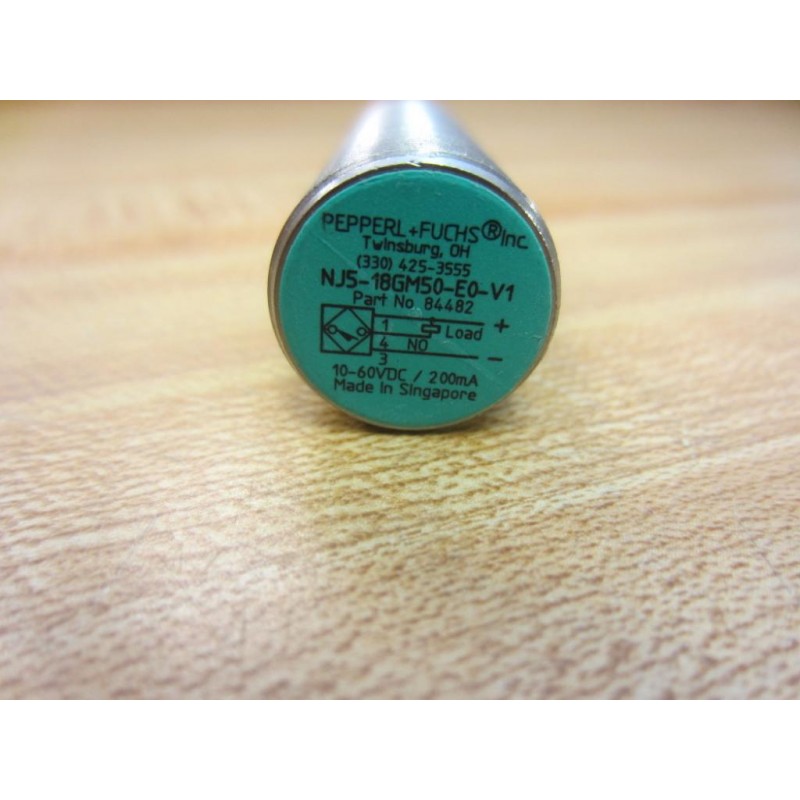 PEPPERL+FUCHS® Inc.
Twinsburg, OH
(330) 425-3555
NJ5-18GM50-E0-V1
Part No 84482
1 Load +
4 NO
3 -
10-60VDC / 200mA
Made in Singapore